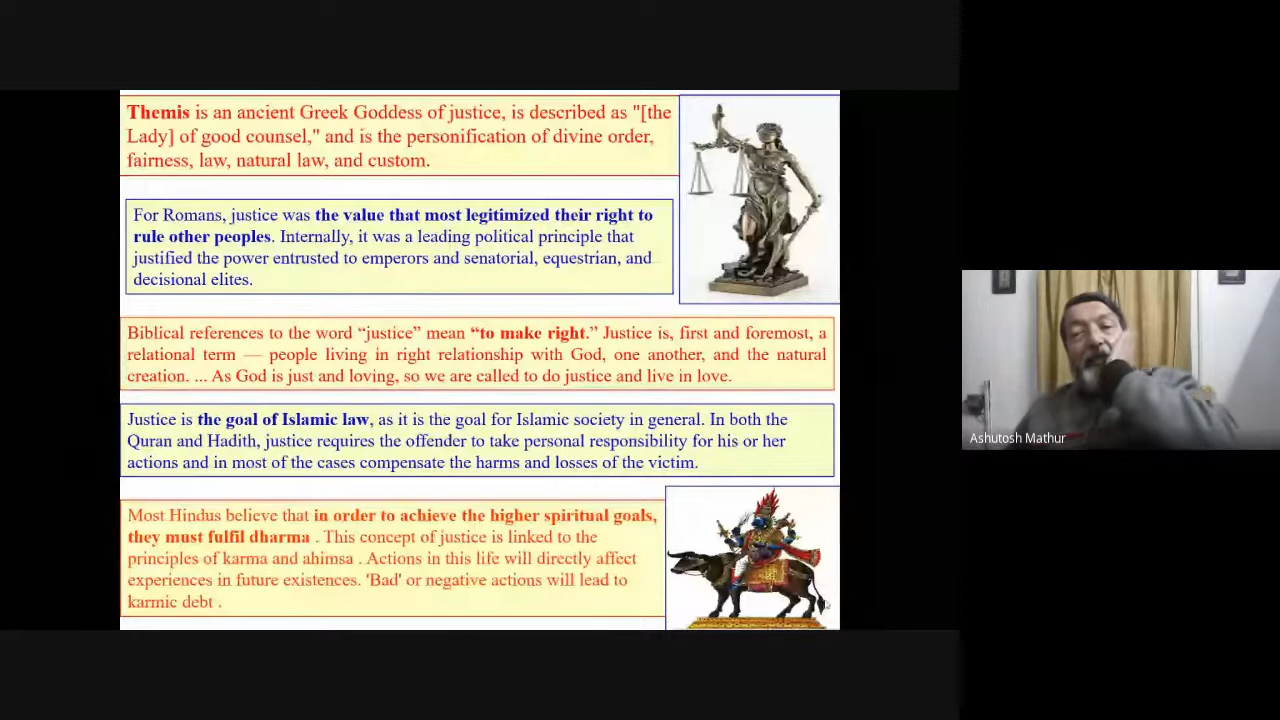 Themis is an ancient Greek Goddess of justice, is described as "[the
Lady] of good counsel," and is the personification of divine order,
fairness, law, natural law, and custom.
For Romans, justice was the value that most legitimized their right to
rule other peoples. Internally, it was a leading political principle that
justified the power entrusted to emperors and senatorial, equestrian, and
decisional elites.
Biblical references to the word “justice” mean “to make right.” Justice is, first and foremost, a
relational term — people living in right relationship with God, one another, and the natural
creation. ... As God is just and loving, so we are called to do justice and live in love.
Justice is the goal of Islamic law, as it is the goal for Islamic society in general. In both the
Quran and Hadith, justice requires the offender to take personal responsibility for his or her
actions and in most of the cases compensate the harms and losses of the victim.
Most Hindus believe that in order to achieve the higher spiritual goals,
they must fulfil dharma . This concept of justice is linked to the
principles of karma and ahimsa . Actions in this life will directly affect
experiences in future existences. 'Bad' or negative actions will lead to
karmic debt .
Ashutosh Mathur